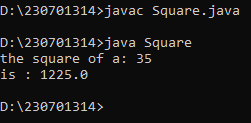 D:\230701314>javac Square.java
D:\230701314>java Square
the square of a: 35
is : 1225.0
D:\230701314>